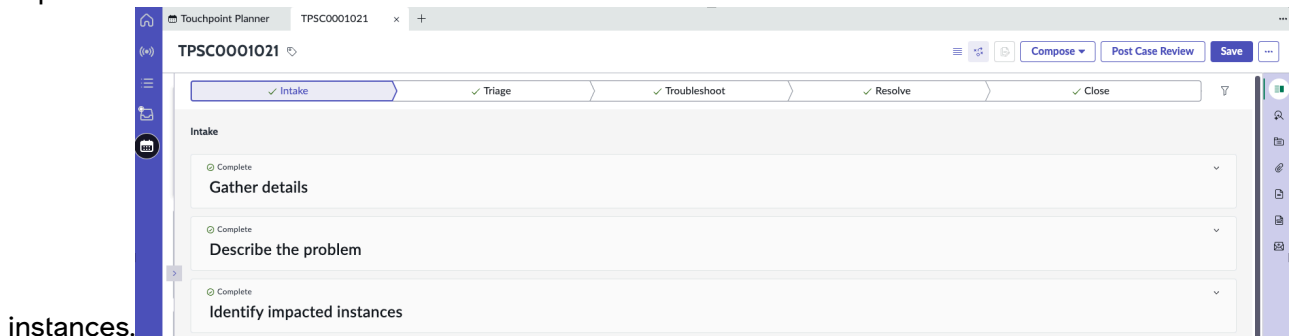 Touchpoint Planner TPSC0001021 × +
TPSC0001021
Compose Post Case Review Save
Intake Triage Troubleshoot Resolve Close
Intake
Complete
Gather details
Complete
Describe the problem
Complete
Identify impacted instances
instances.